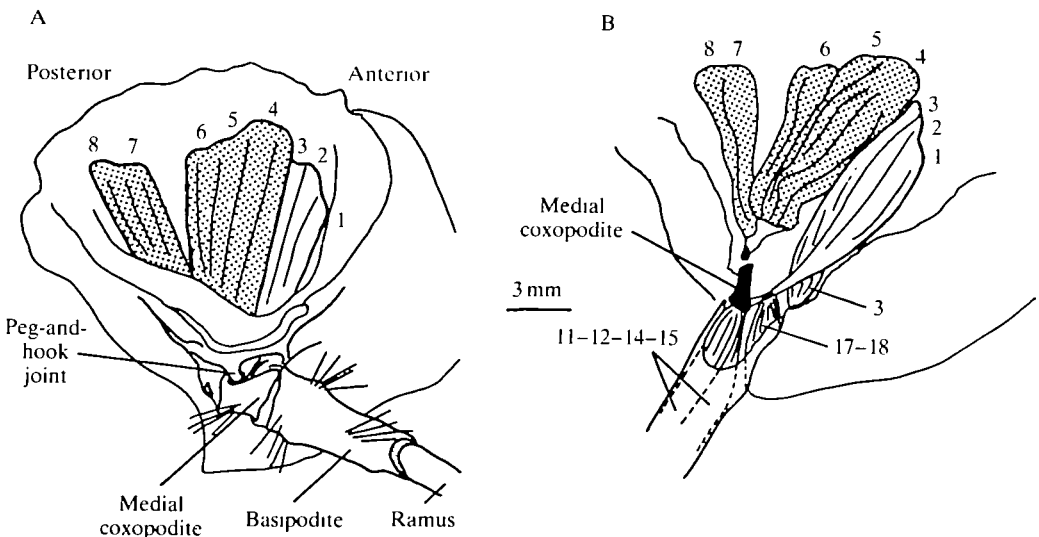 A
Posterior
Anterior
8 7 6 5 4 3 2 1
Peg-and-
hook
joint
Medial
coxopodite
Basipodite
Ramus
B
8 7 6 5 4 3 2 1
Medial
coxopodite
3 mm
3
11–12–14–15
17–18